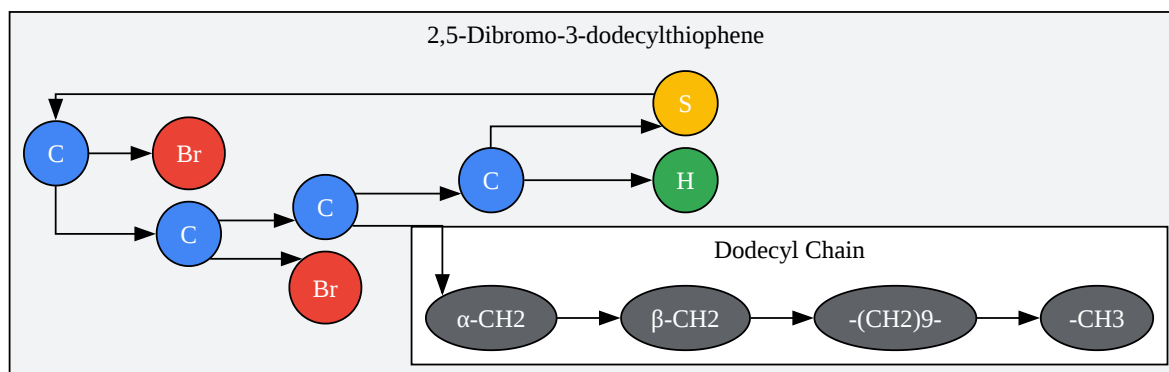 2,5-Dibromo-3-dodecylthiophene
S
C
Br
C
H
C
C
Br
Dodecyl Chain
α-CH2
β-CH2
-(CH2)9-
-CH3